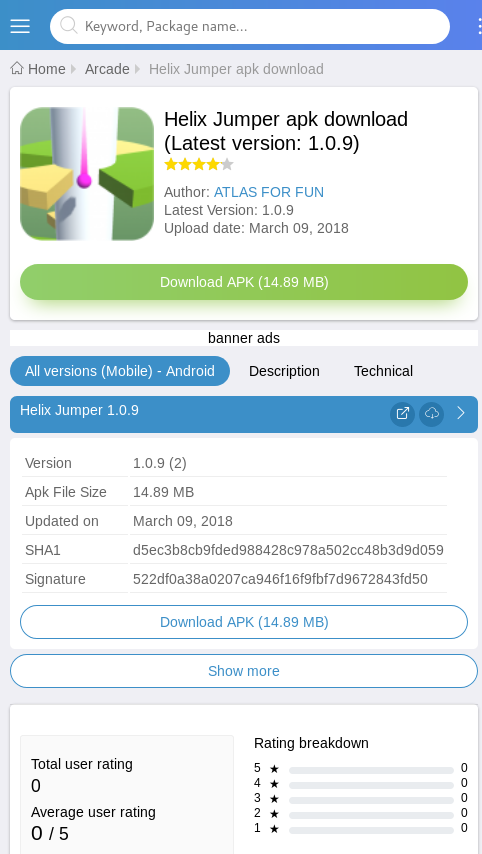 Keyword, Package name...
Home Arcade Helix Jumper apk download
Helix Jumper apk download
(Latest version: 1.0.9)
Author: ATLAS FOR FUN
Latest Version: 1.0.9
Upload date: March 09, 2018
Download APK (14.89 MB)
banner ads
All versions (Mobile) - Android Description Technical
Helix Jumper 1.0.9
Version 1.0.9 (2)
Apk File Size 14.89 MB
Updated on March 09, 2018
SHA1 d5ec3b8cb9fded988428c978a502cc48b3d9d059
Signature 522df0a38a0207ca946f16f9fbf7d9672843fd50
Download APK (14.89 MB)
Show more
Total user rating
0
Average user rating
0 / 5
Rating breakdown
5 ★ 0
4 ★ 0
3 ★ 0
2 ★ 0
1 ★ 0